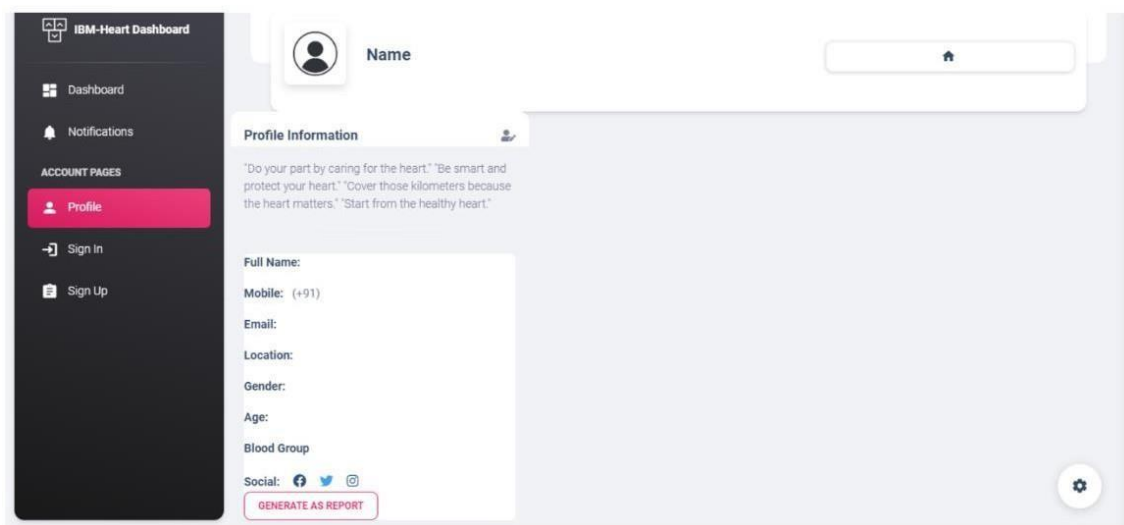 IBM-Heart Dashboard
Dashboard
Notifications
ACCOUNT PAGES
Profile
Sign In
Sign Up
Name
Profile Information
"Do your part by caring for the heart." "Be smart and
protect your heart." "Cover those kilometers because
the heart matters." "Start from the healthy heart."
Full Name:
Mobile: (+91)
Email:
Location:
Gender:
Age:
Blood Group
Social:
GENERATE AS REPORT